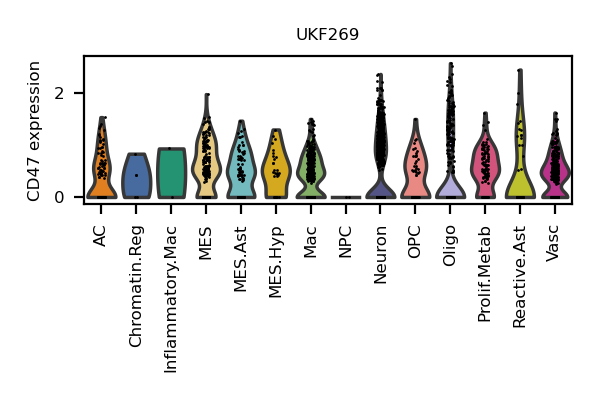 UKF269
CD47 expression
2
0
AC
Chromatin.Reg
Inflammatory.Mac
MES
MES.Ast
MES.Hyp
Mac
NPC
Neuron
OPC
Oligo
Prolif.Metab
Reactive.Ast
Vasc